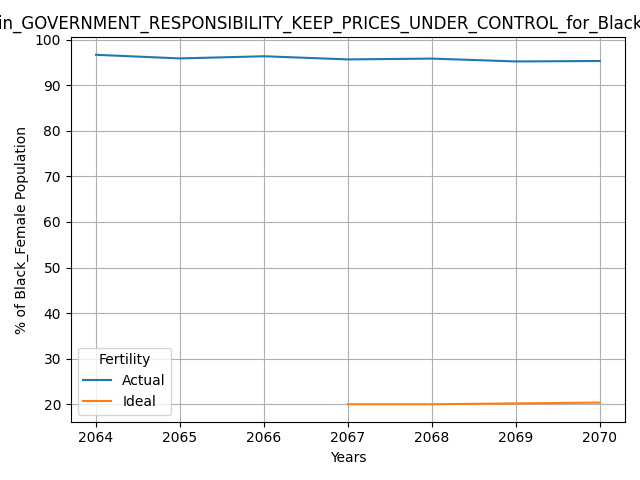 in_GOVERNMENT_RESPONSIBILITY_KEEP_PRICES_UNDER_CONTROL_for_Black
100
90
80
70
60
50
40
30
20
% of Black_Female Population
Fertility
Actual
Ideal
2064 2065 2066 2067 2068 2069 2070
Years